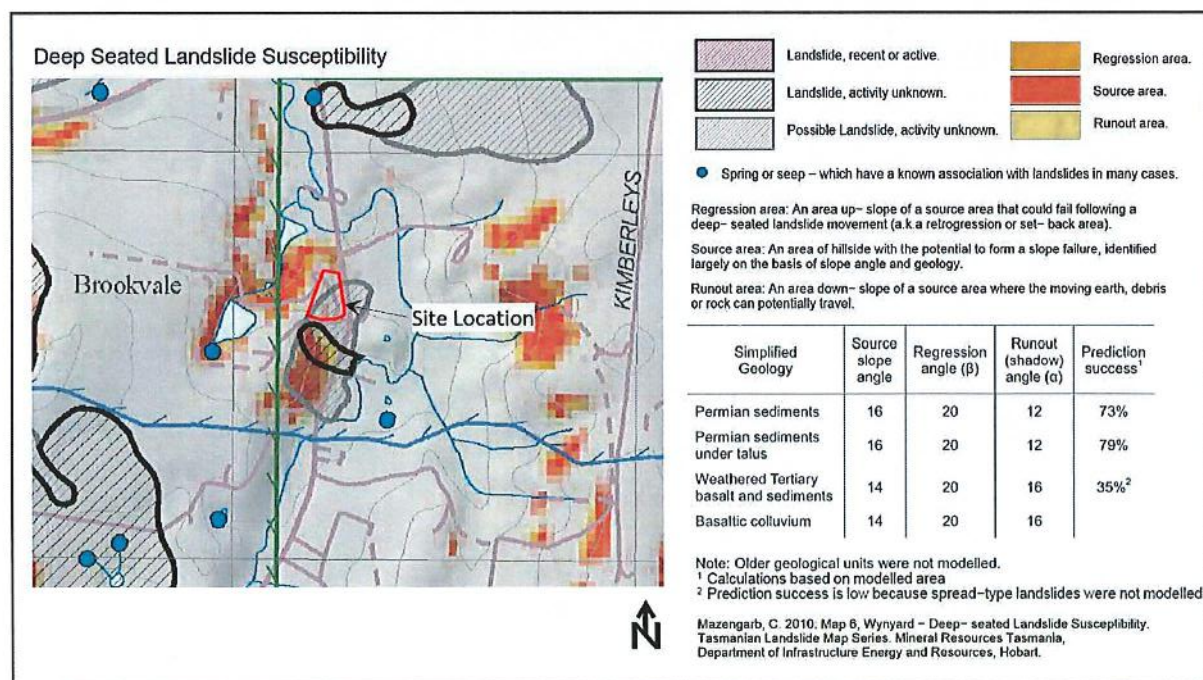 Deep Seated Landslide Susceptibility
Brookvale
Site Location
KIMBERLEYS
N
Landslide, recent or active.
Landslide, activity unknown.
Possible Landslide, activity unknown.
Regression area.
Source area.
Runout area.
Spring or seep – which have a known association with landslides in many cases.
Regression area: An area up– slope of a source area that could fail following a
deep– seated landslide movement (a.k.a retrogression or set– back area).
Source area: An area of hillside with the potential to form a slope failure, identified
largely on the basis of slope angle and geology.
Runout area: An area down– slope of a source area where the moving earth, debris
or rock can potentially travel.
Simplified Geology | Source slope angle | Regression angle (β) | Runout (shadow) angle (α) | Prediction success¹
Permian sediments 16 20 12 73%
Permian sediments under talus 16 20 12 79%
Weathered Tertiary basalt and sediments 14 20 16 35%²
Basaltic colluvium 14 20 16
Note: Older geological units were not modelled.
¹ Calculations based on modelled area
² Prediction success is low because spread–type landslides were not modelled
Mazengarb, C. 2010. Map 6, Wynyard – Deep– seated Landslide Susceptibility.
Tasmanian Landslide Map Series. Mineral Resources Tasmania,
Department of Infrastructure Energy and Resources, Hobart.